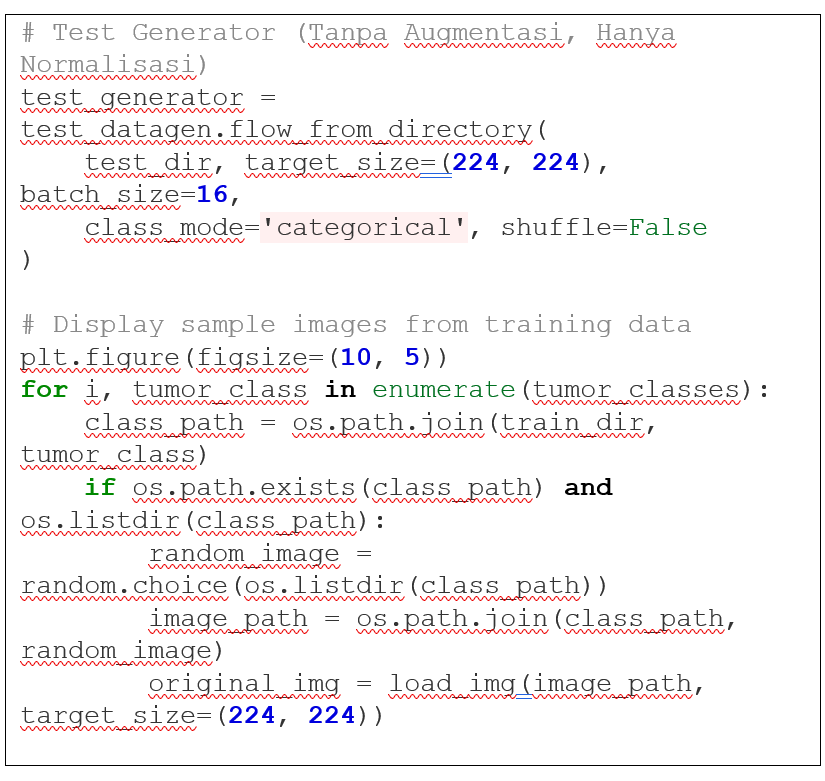 # Test Generator (Tanpa Augmentasi, Hanya
Normalisasi)
test_generator =
test_datagen.flow_from_directory(
    test_dir, target_size=(224, 224),
batch_size=16,
    class_mode='categorical', shuffle=False
)

# Display sample images from training data
plt.figure(figsize=(10, 5))
for i, tumor_class in enumerate(tumor_classes):
    class_path = os.path.join(train_dir,
tumor_class)
    if os.path.exists(class_path) and
os.listdir(class_path):
        random_image =
random.choice(os.listdir(class_path))
        image_path = os.path.join(class_path,
random_image)
        original_img = load_img(image_path,
target_size=(224, 224))